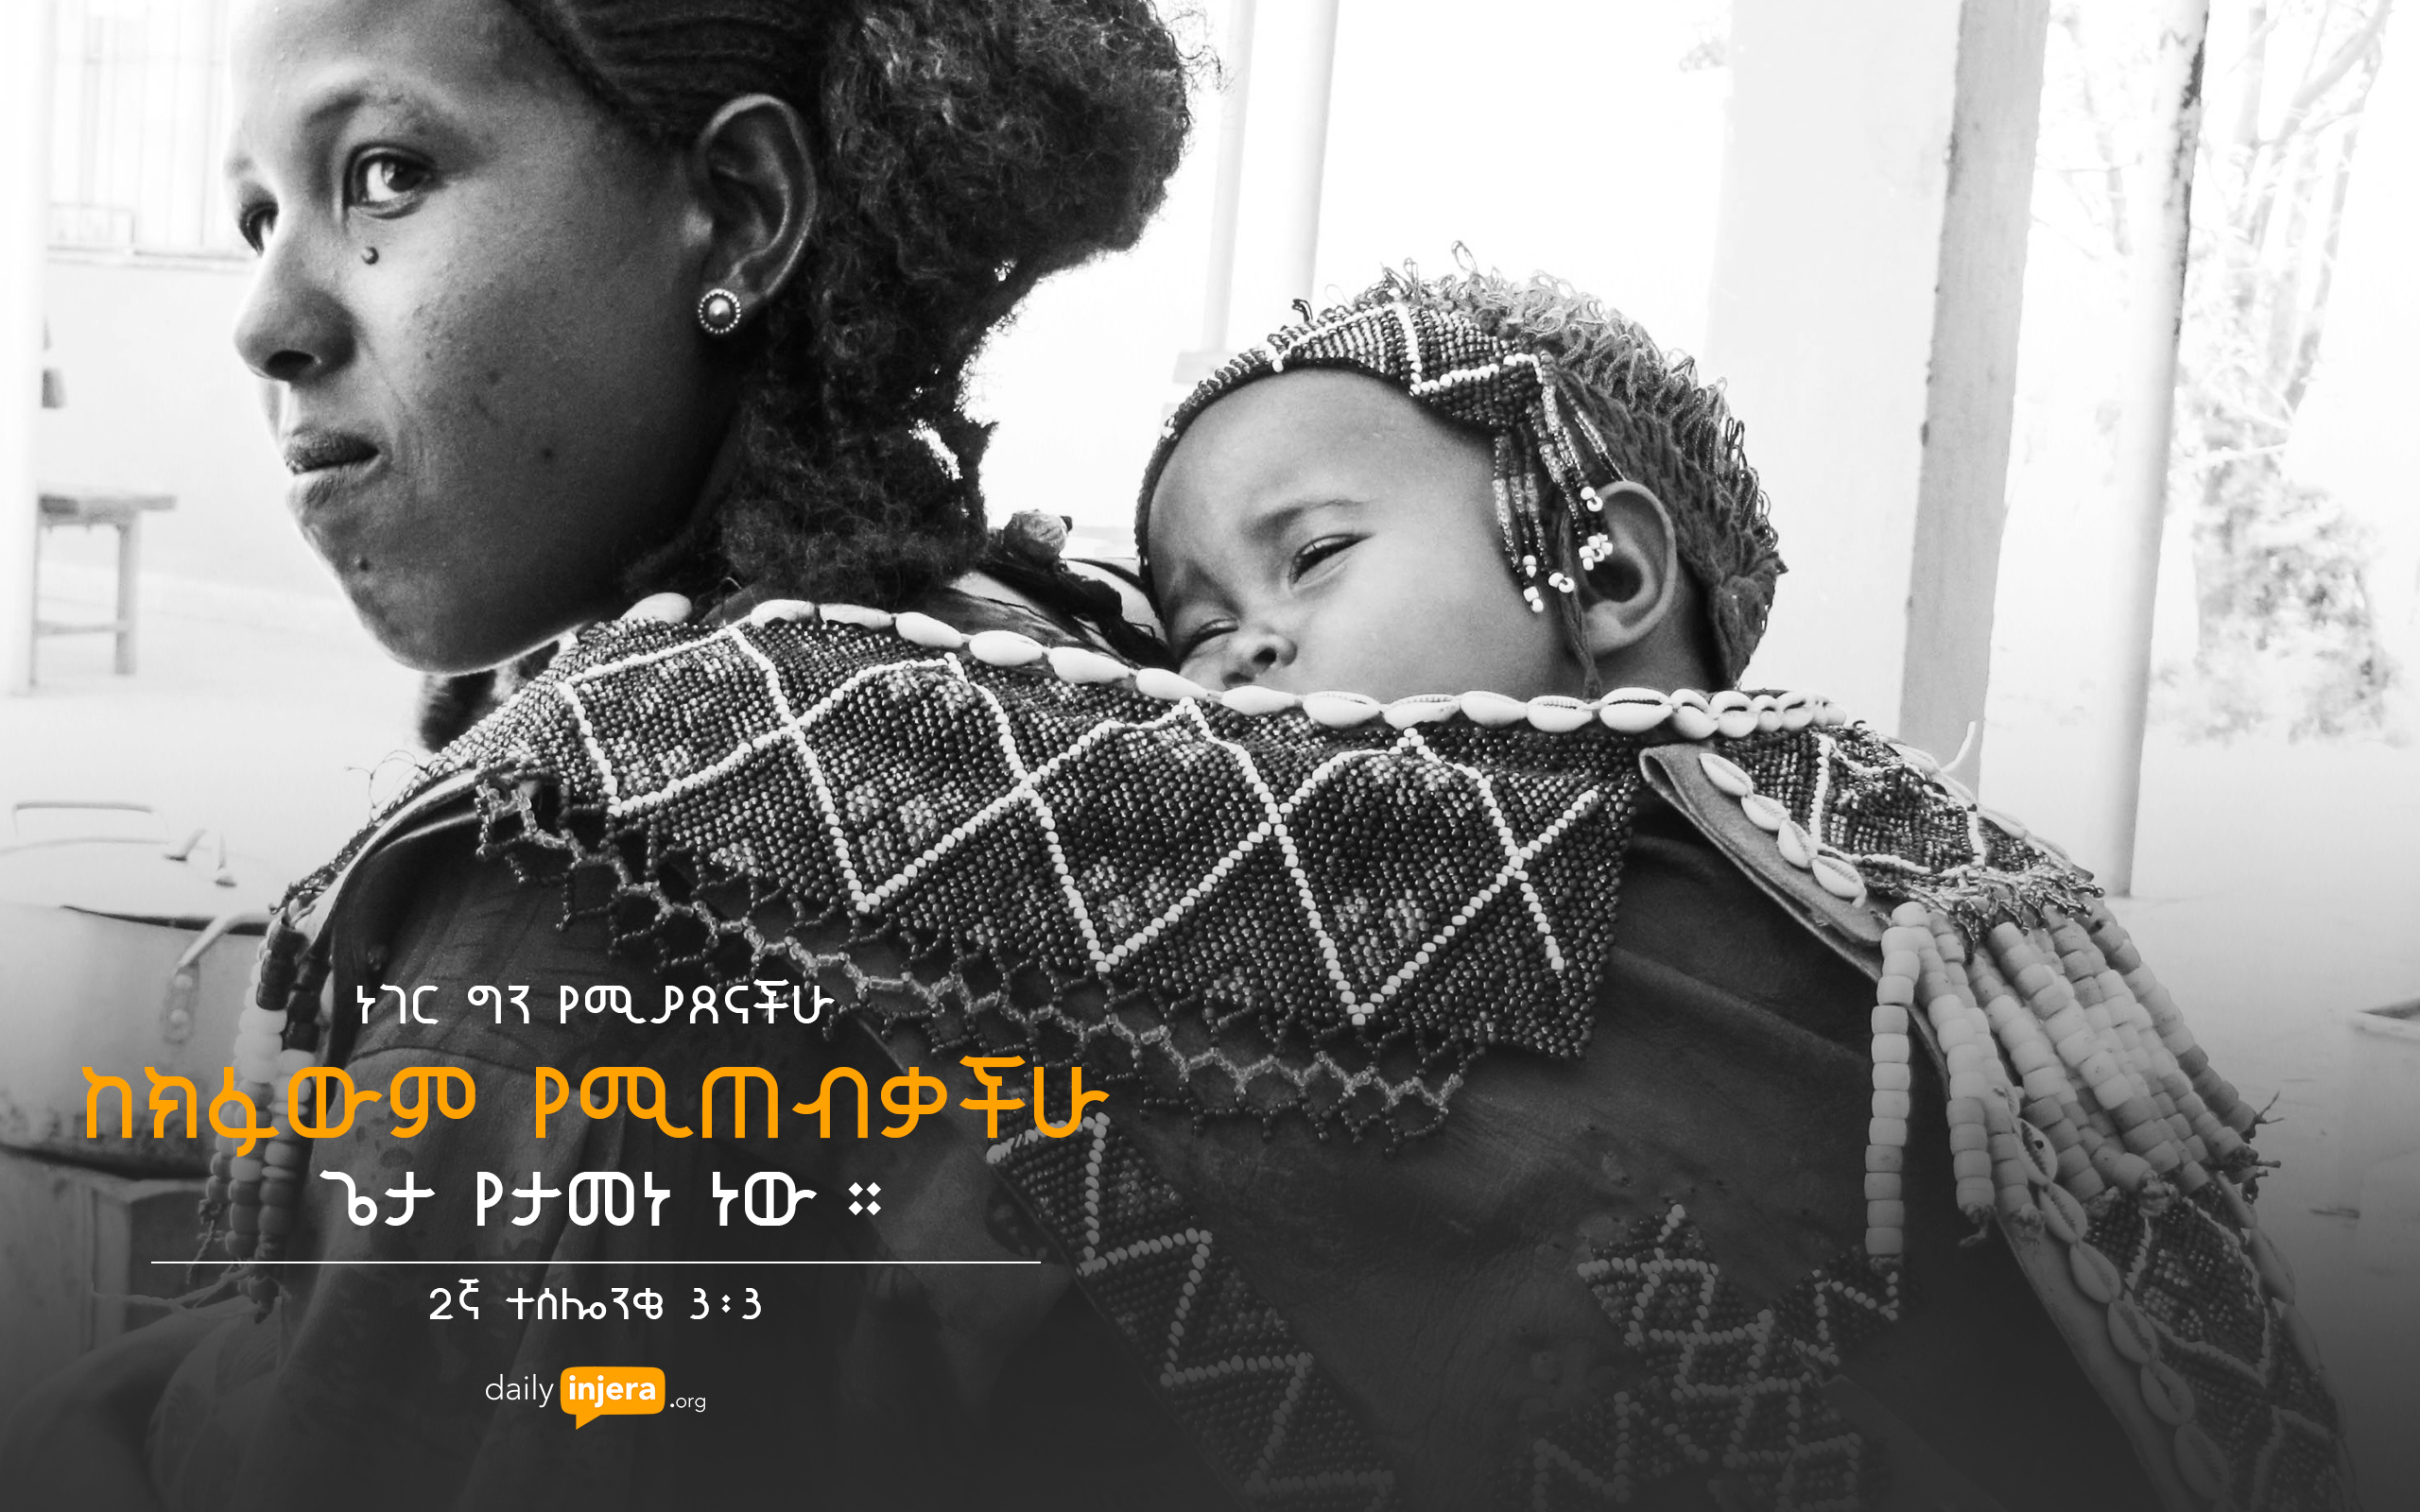 ነገር ግን የሚያጸናችሁ
ከክፉውም የሚጠብቃችሁ
ጌታ የታመነ ነው ።
2ኛ ተሰሎንቄ 3፥3
daily injera.org